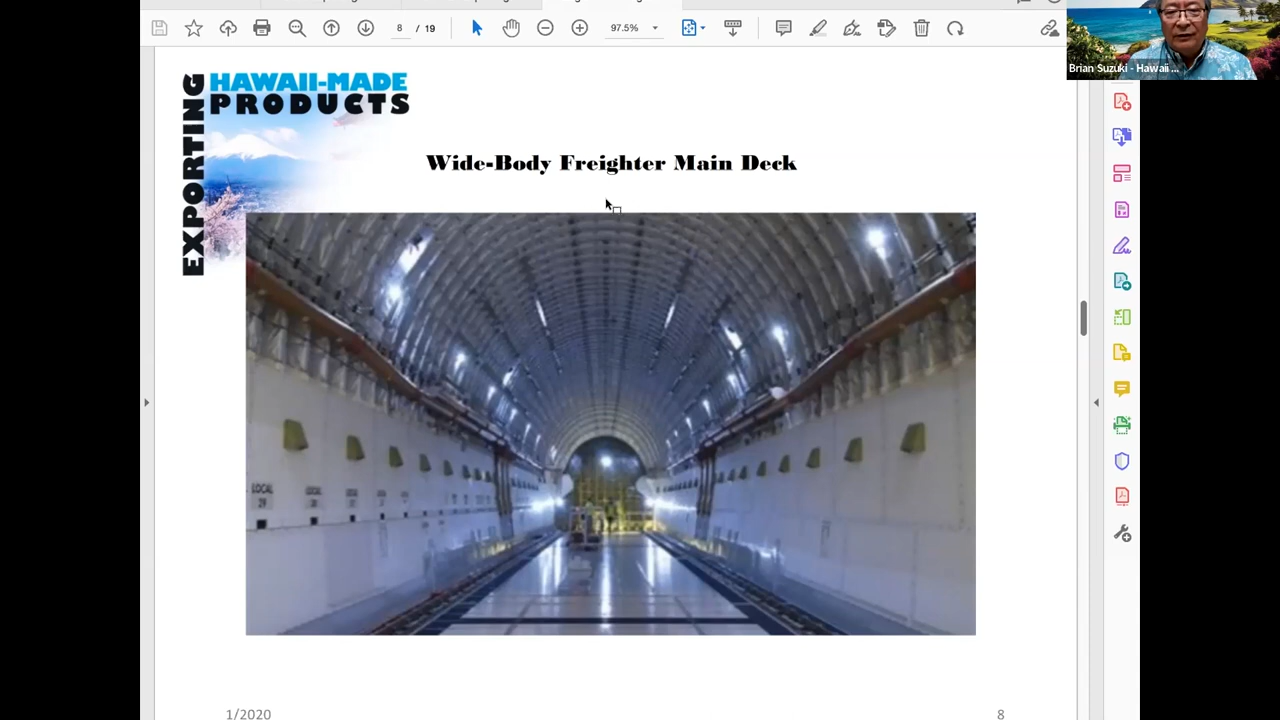 8 / 19
97.5%
Brian Suzuki - Hawaii ...
EXPORTING
HAWAII-MADE
PRODUCTS
Wide-Body Freighter Main Deck
LOCAL
1/2020
8